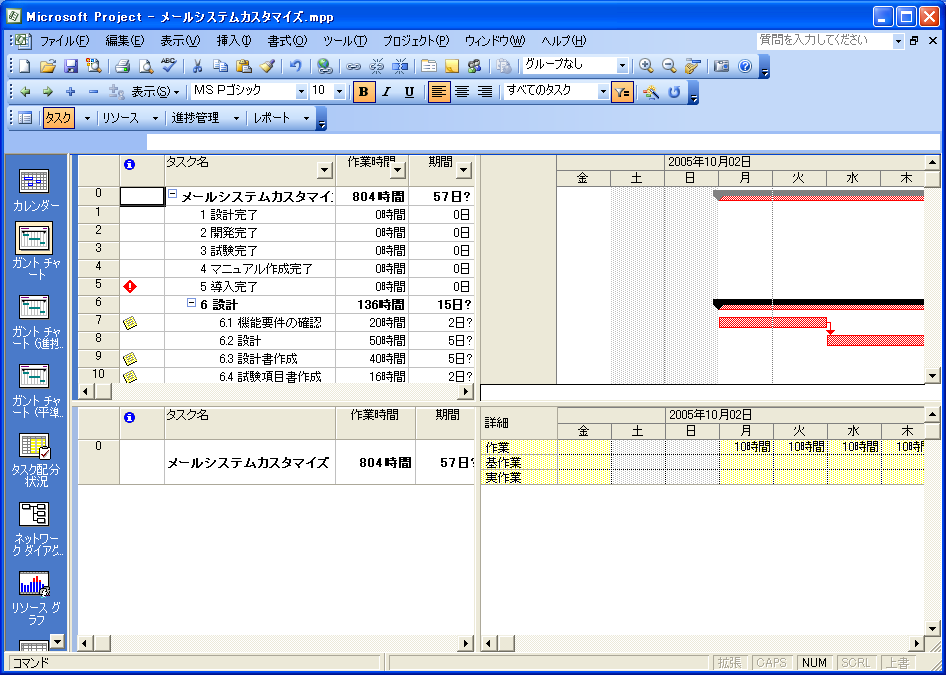 Microsoft Project - メールシステムカスタマイズ.mpp
ファイル(F) 編集(E) 表示(V) 挿入(I) 書式(O) ツール(T) プロジェクト(P) ウィンドウ(W) ヘルプ(H) 質問を入力してください
グループなし
表示(S) MS Pゴシック 10 B I U すべてのタスク
タスク リソース 進捗管理 レポート
カレンダー
ガント チャート
ガント チャート (進捗..
ガント チャート (平準..
タスク配分状況
ネットワーク ダイアグ..
リソース グラフ
タスク名 作業時間 期間 2005年10月02日
金 土 日 月 火 水 木
0 メールシステムカスタマイ 804時間 57日?
1 1 設計完了 0時間 0日
2 2 開発完了 0時間 0日
3 3 試験完了 0時間 0日
4 4 マニュアル作成完了 0時間 0日
5 5 導入完了 0時間 0日
6 6 設計 136時間 15日?
7 6.1 機能要件の確認 20時間 2日?
8 6.2 設計 50時間 5日?
9 6.3 設計書作成 40時間 5日?
10 6.4 試験項目書作成 16時間 2日?
タスク名 作業時間 期間 詳細 2005年10月02日
金 土 日 月 火 水 木
0 メールシステムカスタマイズ 804時間 57日?
作業 10時間 10時間 10時間 10時間
基作業
実作業
コマンド 拡張 CAPS NUM SCRL 上書